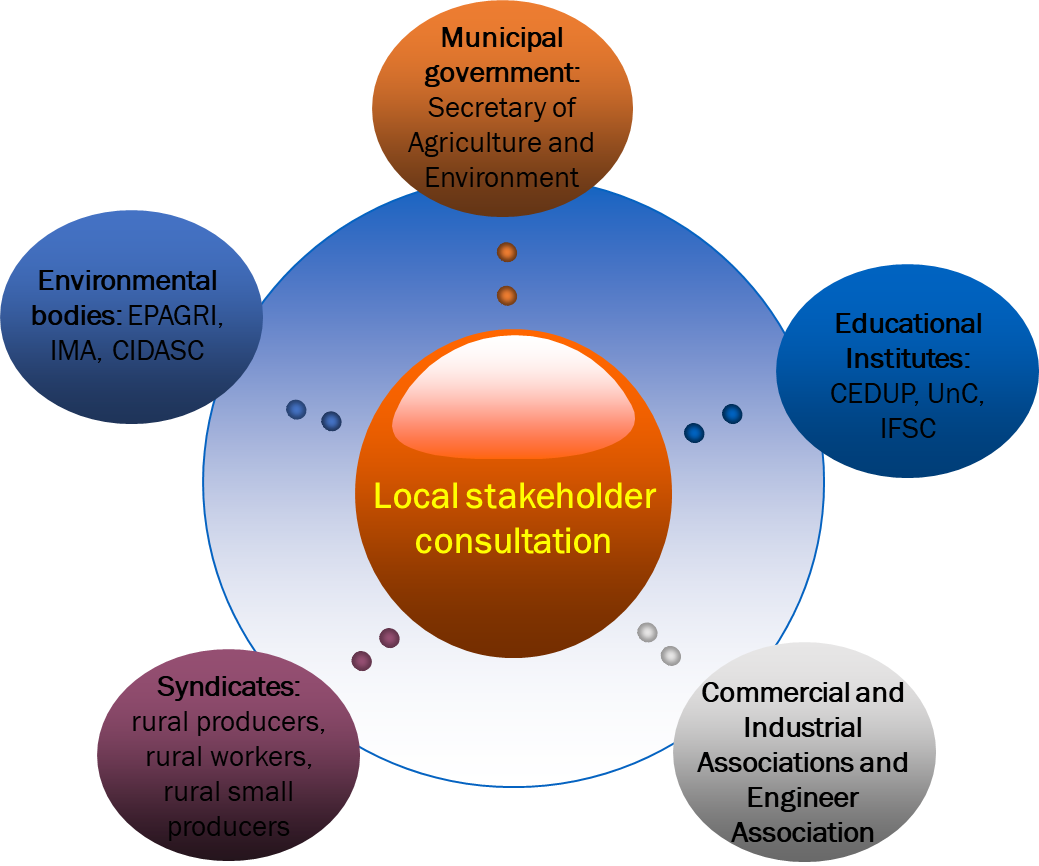 Municipal
government:
Secretary of
Agriculture and
Environment
Environmental
bodies: EPAGRI,
IMA, CIDASC
Educational
Institutes:
CEDUP, UnC,
IFSC
Local stakeholder
consultation
Syndicates:
rural producers,
rural workers,
rural small
producers
Commercial and
Industrial
Associations and
Engineer
Association